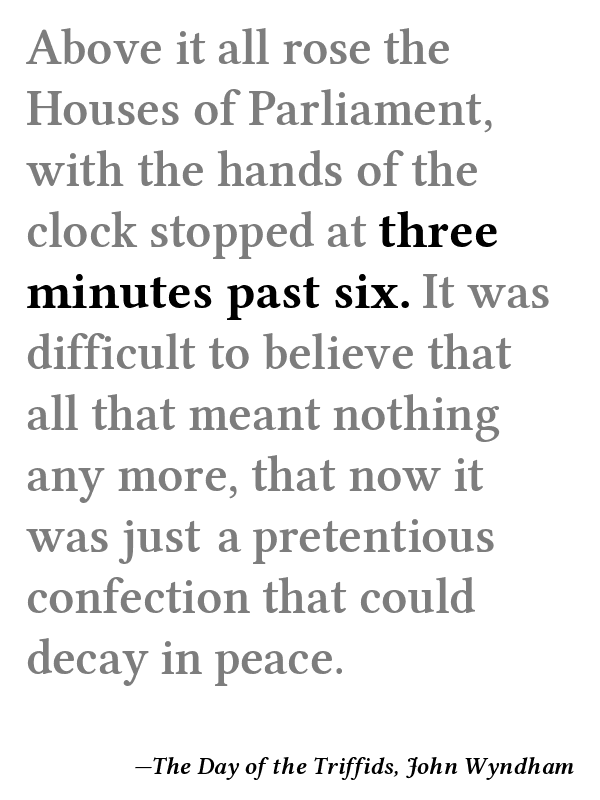 Above it all rose the
Houses of Parliament,
with the hands of the
clock stopped at three
minutes past six. It was
difficult to believe that
all that meant nothing
any more, that now it
was just a pretentious
confection that could
decay in peace.
—The Day of the Triffids, John Wyndham